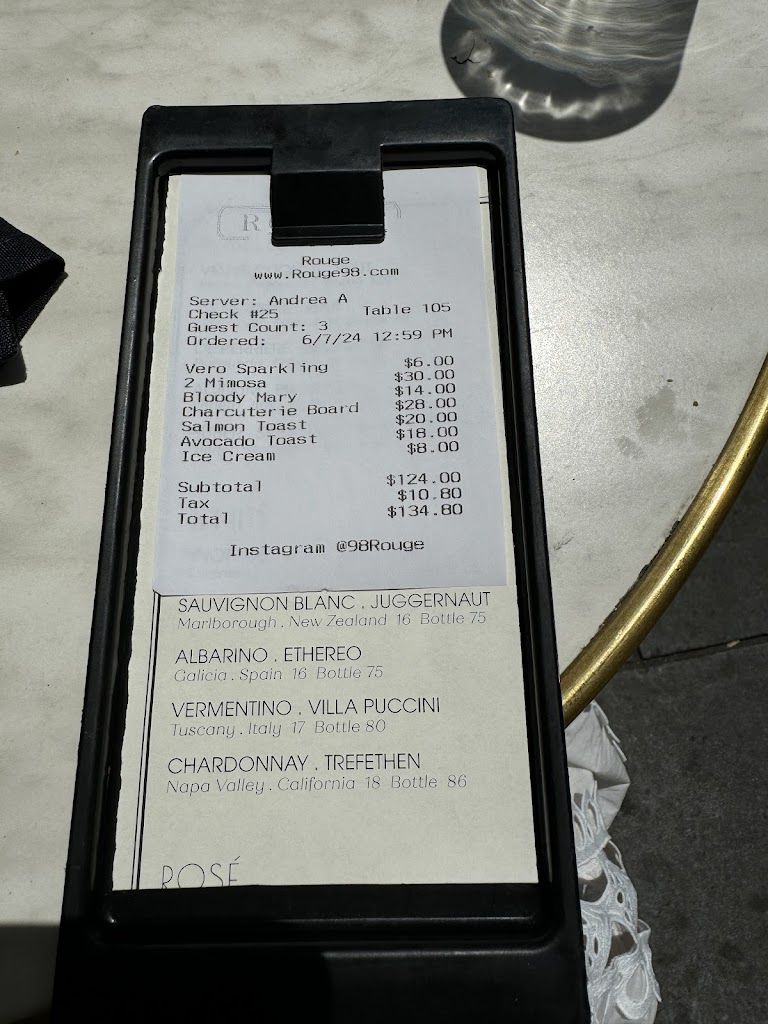 R
Rouge
www.Rouge98.com
Server: Andrea A
Check #25 Table 105
Guest Count: 3
Ordered: 6/7/24 12:59 PM
Vero Sparkling $6.00
2 Mimosa $30.00
Bloody Mary $14.00
Charcuterie Board $28.00
Salmon Toast $20.00
Avocado Toast $18.00
Ice Cream $8.00
Subtotal $124.00
Tax $10.80
Total $134.80
Instagram @98Rouge
SAUVIGNON BLANC . JUGGERNAUT
Marlborough . New Zealand 16 Bottle 75
ALBARINO . ETHEREO
Galicia . Spain 16 Bottle 75
VERMENTINO . VILLA PUCCINI
Tuscany . Italy 17 Bottle 80
CHARDONNAY . TREFETHEN
Napa Valley . California 18 Bottle 86
ROSÉ